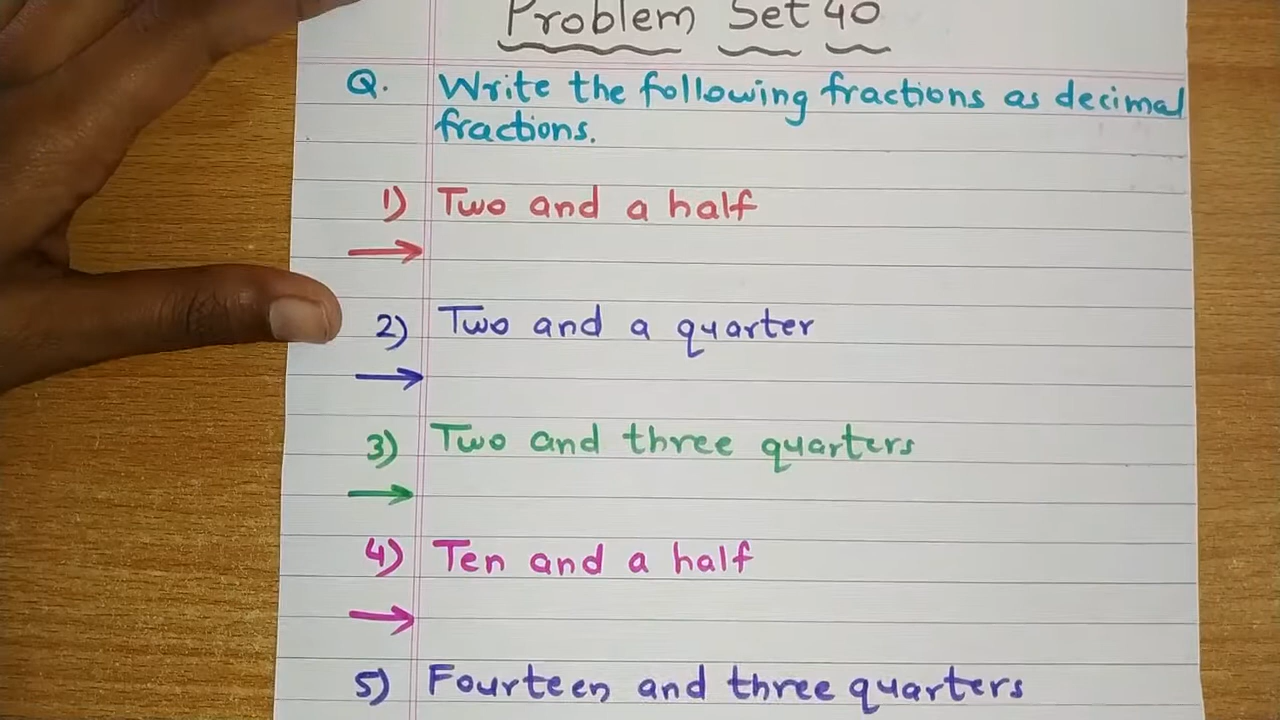 Problem Set 40
Q. Write the following fractions as decimal
fractions.
1) Two and a half
→
2) Two and a quarter
→
3) Two and three quarters
→
4) Ten and a half
→
5) Fourteen and three quarters